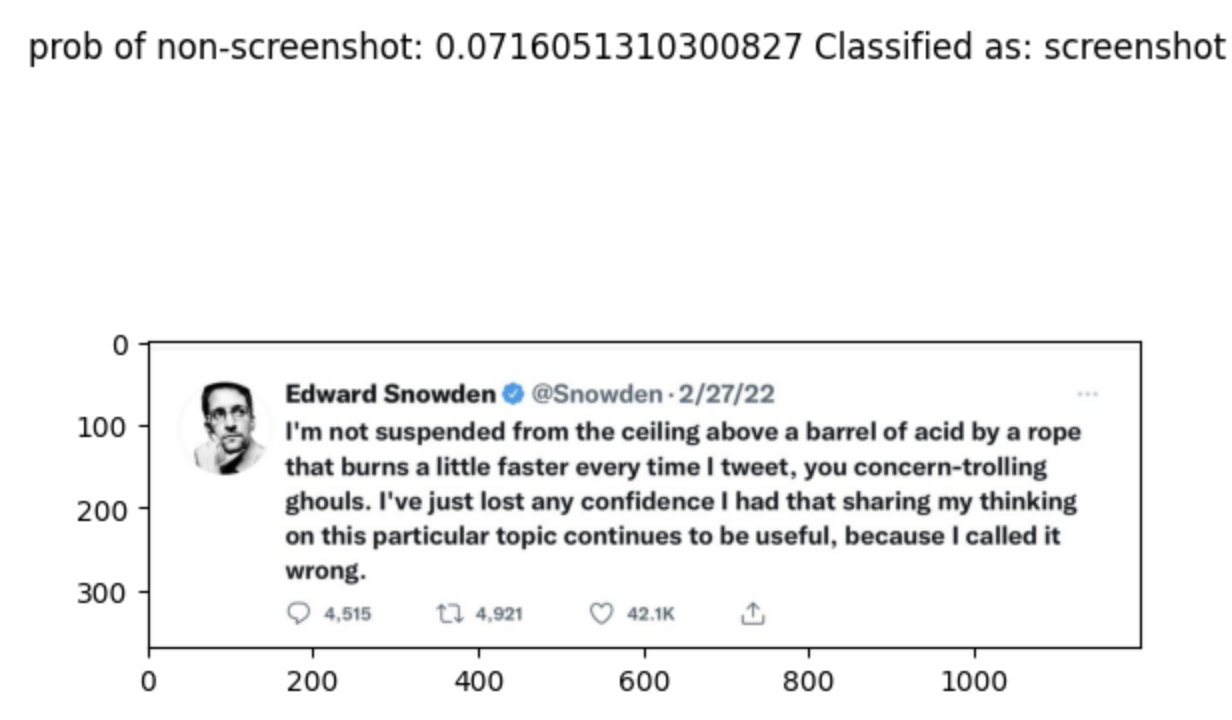 prob of non-screenshot: 0.0716051310300827 Classified as: screenshot
0
100
200
300
Edward Snowden @Snowden · 2/27/22 ...
I'm not suspended from the ceiling above a barrel of acid by a rope
that burns a little faster every time I tweet, you concern-trolling
ghouls. I've just lost any confidence I had that sharing my thinking
on this particular topic continues to be useful, because I called it
wrong.
4,515 4,921 42.1K
0 200 400 600 800 1000